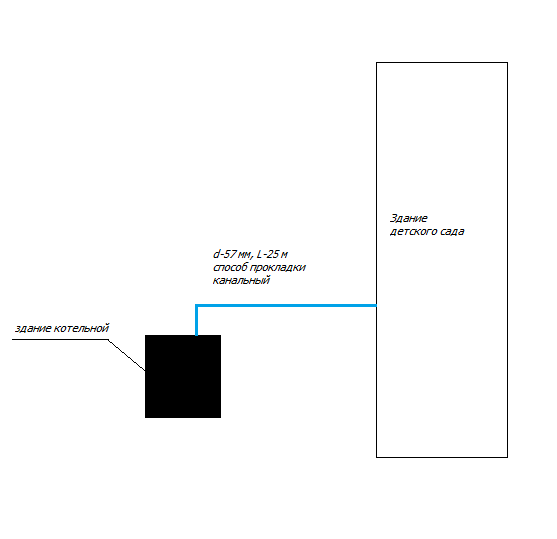 Здание
детского сада
d-57 мм, L-25 м
способ прокладки
канальный
здание котельной